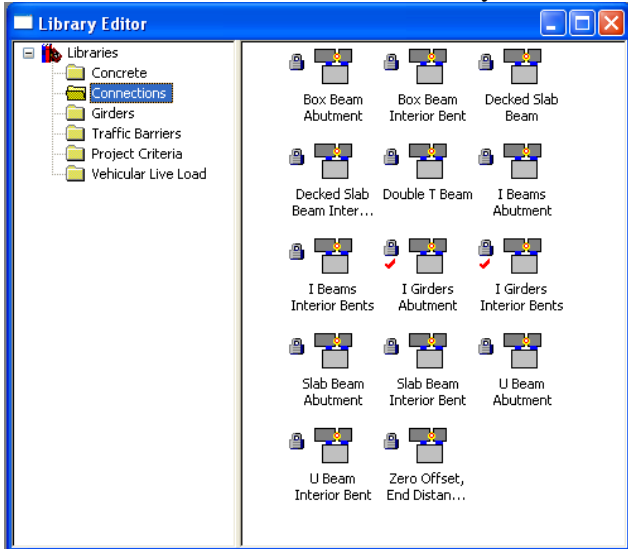 Library Editor
Libraries
Concrete
Connections
Girders
Traffic Barriers
Project Criteria
Vehicular Live Load
Box Beam
Abutment
Box Beam
Interior Bent
Decked Slab
Beam
Decked Slab
Beam Inter...
Double T Beam
I Beams
Abutment
I Beams
Interior Bents
I Girders
Abutment
I Girders
Interior Bents
Slab Beam
Abutment
Slab Beam
Interior Bent
U Beam
Abutment
U Beam
Interior Bent
Zero Offset,
End Distan...